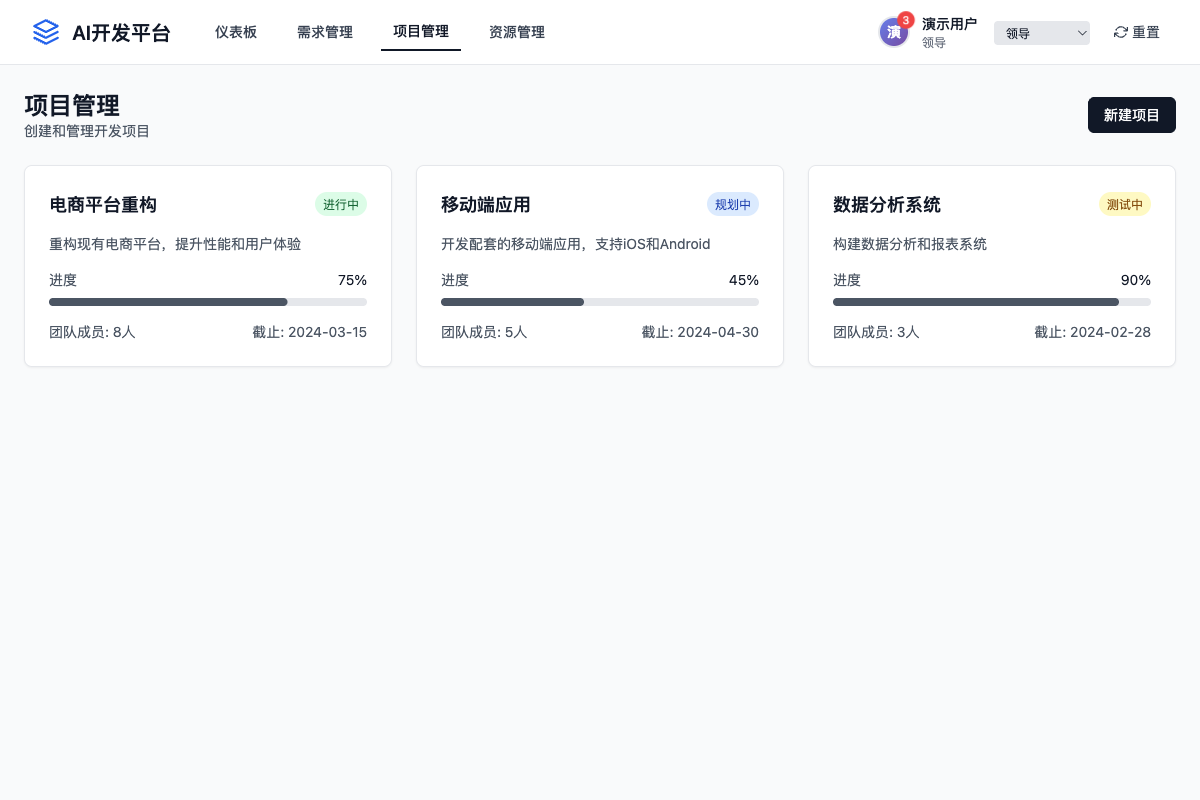 AI开发平台
仪表板
需求管理
项目管理
资源管理
演
3
演示用户
领导
领导
重置
项目管理
创建和管理开发项目
新建项目
电商平台重构
进行中
重构现有电商平台，提升性能和用户体验
进度
75%
团队成员: 8人
截止: 2024-03-15
移动端应用
规划中
开发配套的移动端应用，支持iOS和Android
进度
45%
团队成员: 5人
截止: 2024-04-30
数据分析系统
测试中
构建数据分析和报表系统
进度
90%
团队成员: 3人
截止: 2024-02-28